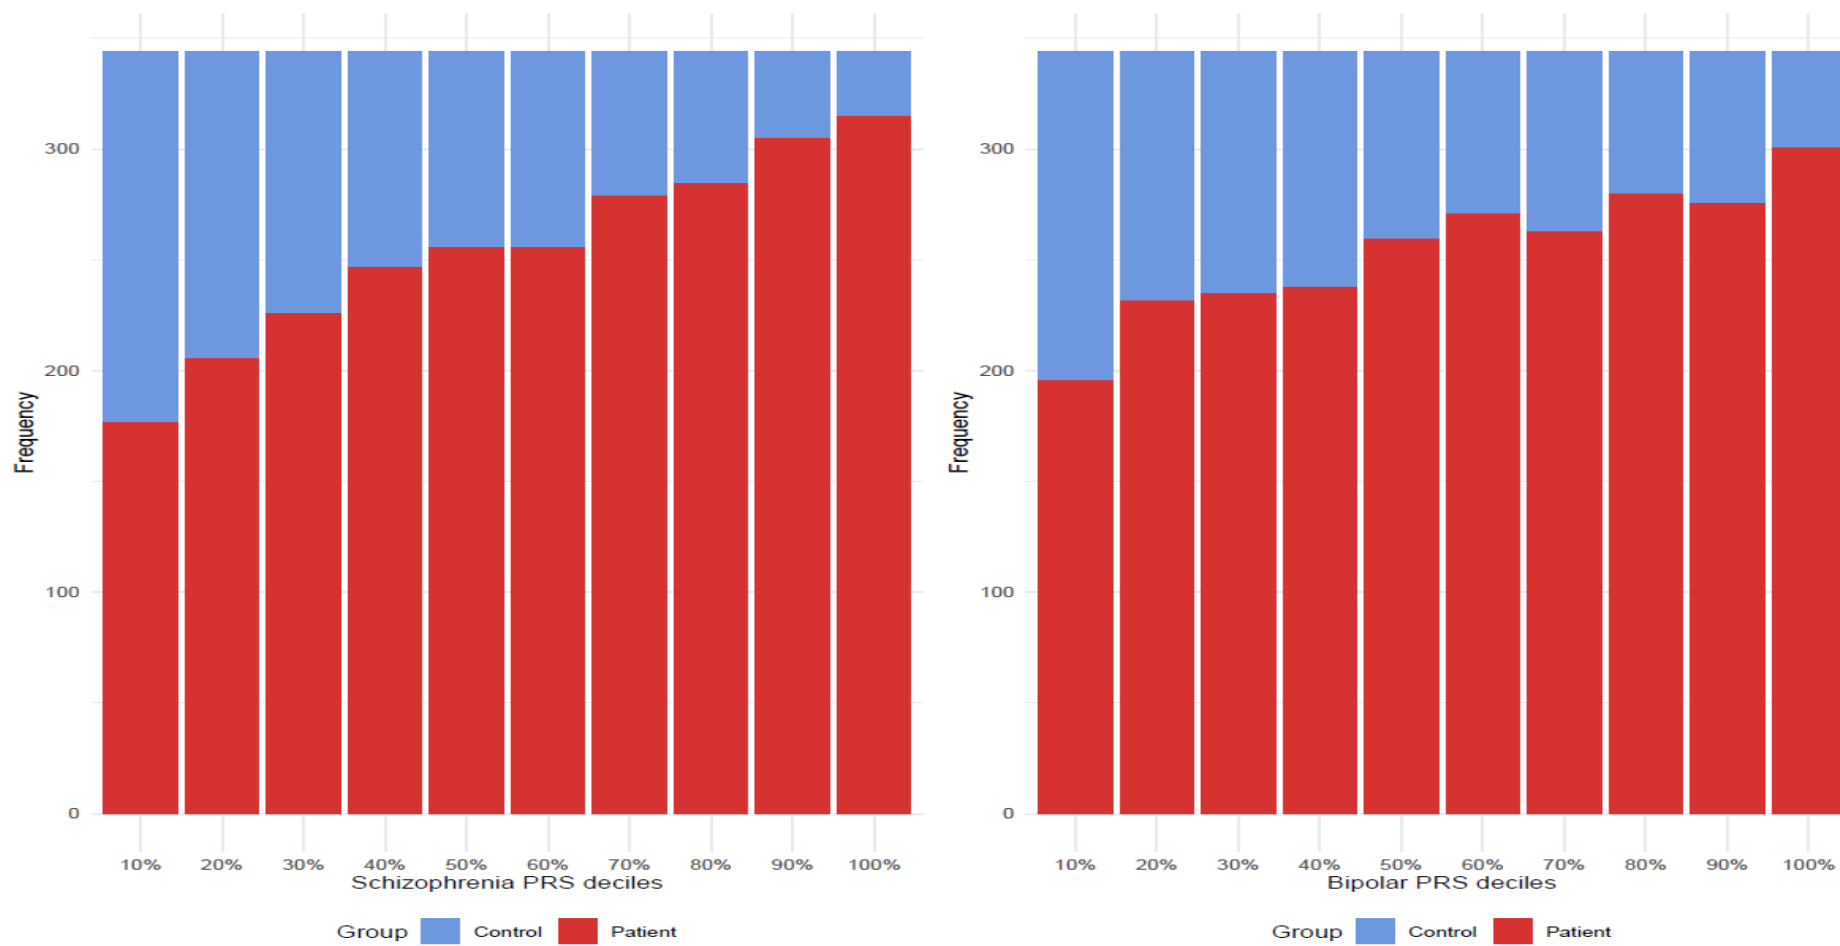 300
200
100
0
Frequency
10% 20% 30% 40% 50% 60% 70% 80% 90% 100%
Schizophrenia PRS deciles
Group Control Patient
300
200
100
0
Frequency
10% 20% 30% 40% 50% 60% 70% 80% 90% 100%
Bipolar PRS deciles
Group Control Patient